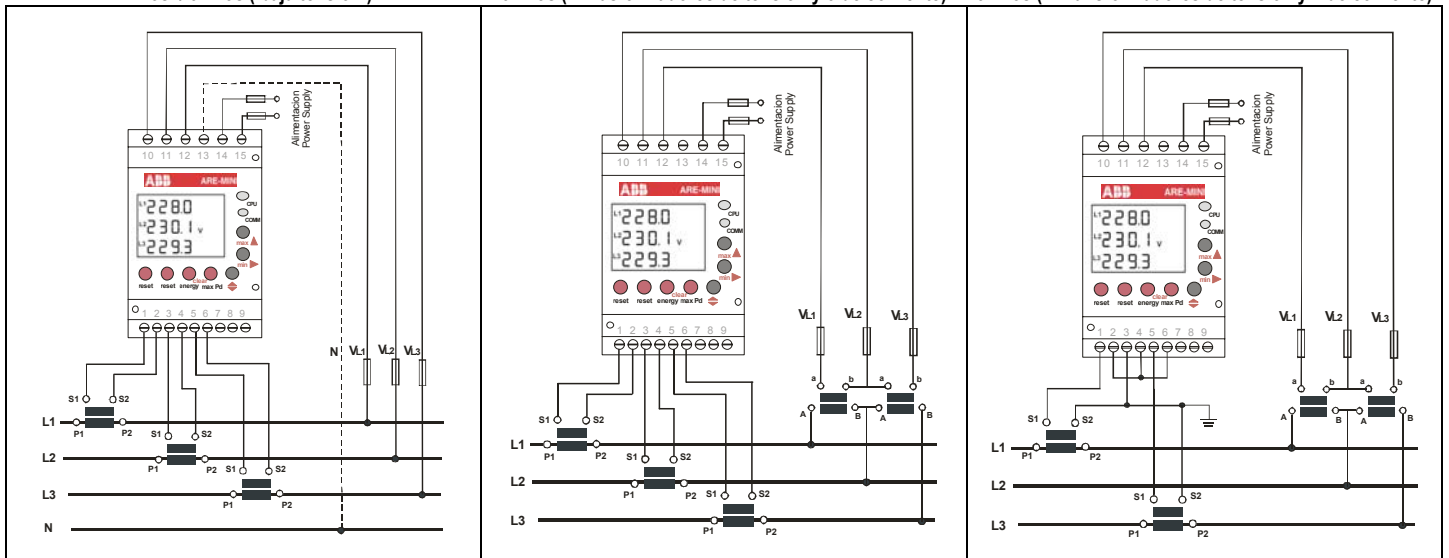 10 11 12 13 14 15
Alimentacion
Power Supply
ABB ARE-MINI
L1 228.0
L2 230.1 v
L3 229.3
CPU
COMM
max
min
clear
reset reset energy max Pd
1 2 3 4 5 6 7 8 9
N VL1 VL2 VL3
S1 S2
L1
P1 P2
S1 S2
L2
P1 P2
S1 S2
L3
P1 P2
N
10 11 12 13 14 15
Alimentacion
Power Supply
ABB ARE-MINI
L1 228.0
L2 230.1 v
L3 229.3
CPU
COMM
max
min
clear
reset reset energy max Pd
1 2 3 4 5 6 7 8 9
VL1 VL2 VL3
a b a b
A B A B
S1 S2
L1
P1 P2
S1 S2
L2
P1 P2
S1 S2
L3
P1 P2
10 11 12 13 14 15
Alimentacion
Power Supply
ABB ARE-MINI
L1 228.0
L2 230.1 v
L3 229.3
CPU
COMM
max
min
clear
reset reset energy max Pd
1 2 3 4 5 6 7 8 9
VL1 VL2 VL3
a b a b
A B A B
S1 S2
L1
P1 P2
L2
S1 S2
L3
P1 P2